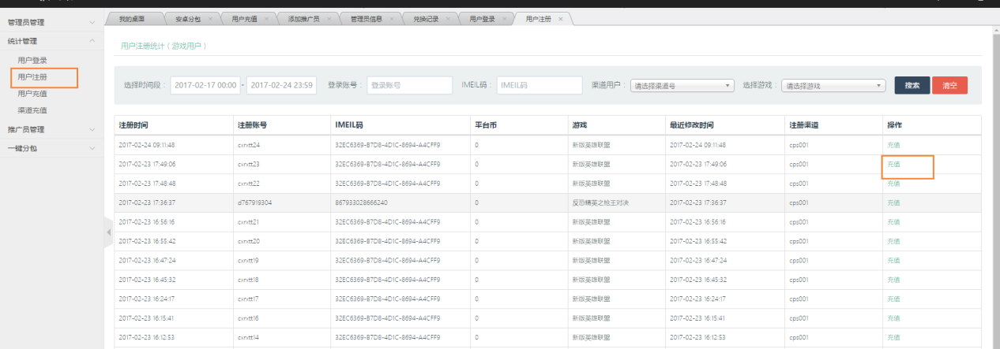 我的桌面 安卓分包 × 用户充值 × 添加推广员 × 管理员信息 × 兑换记录 × 用户登录 × 用户注册 ×
管理员管理
统计管理
用户登录
用户注册
用户充值
渠道充值
推广员管理
一键分包
用户注册统计（游戏用户）
选择时间段： 2017-02-17 00:00 - 2017-02-24 23:59 登录账号： 登录账号 IMEIL码： IMEIL码 渠道用户： 请选择渠道号 选择游戏： 请选择游戏 搜索 清空
注册时间 注册账号 IMEIL码 平台币 游戏 最近修改时间 注册渠道 操作
2017-02-24 09:11:48 cxrxtt24 32EC6369-B7D8-4D1C-8694-A4CFF9 0 新版英雄联盟 2017-02-24 09:11:48 cps001 充值
2017-02-23 17:49:06 cxrxtt23 32EC6369-B7D8-4D1C-8694-A4CFF9 0 新版英雄联盟 2017-02-23 17:49:06 cps001 充值
2017-02-23 17:48:48 cxrxtt22 32EC6369-B7D8-4D1C-8694-A4CFF9 0 新版英雄联盟 2017-02-23 17:48:48 cps001 充值
2017-02-23 17:36:37 d767919304 867933028666240 0 反恐精英之枪王对决 2017-02-23 17:36:37 cps001 充值
2017-02-23 16:56:16 cxrxtt21 32EC6369-B7D8-4D1C-8694-A4CFF9 0 新版英雄联盟 2017-02-23 16:56:16 cps001 充值
2017-02-23 16:55:42 cxrxtt20 32EC6369-B7D8-4D1C-8694-A4CFF9 0 新版英雄联盟 2017-02-23 16:55:42 cps001 充值
2017-02-23 16:47:24 cxrxtt19 32EC6369-B7D8-4D1C-8694-A4CFF9 0 新版英雄联盟 2017-02-23 16:47:24 cps001 充值
2017-02-23 16:45:32 cxrxtt18 32EC6369-B7D8-4D1C-8694-A4CFF9 0 新版英雄联盟 2017-02-23 16:45:32 cps001 充值
2017-02-23 16:24:17 cxrxtt17 32EC6369-B7D8-4D1C-8694-A4CFF9 0 新版英雄联盟 2017-02-23 16:24:17 cps001 充值
2017-02-23 16:15:41 cxrxtt16 32EC6369-B7D8-4D1C-8694-A4CFF9 0 新版英雄联盟 2017-02-23 16:15:41 cps001 充值
2017-02-23 16:12:53 cxrxtt14 32EC6369-B7D8-4D1C-8694-A4CFF9 0 新版英雄联盟 2017-02-23 16:12:53 cps001 充值